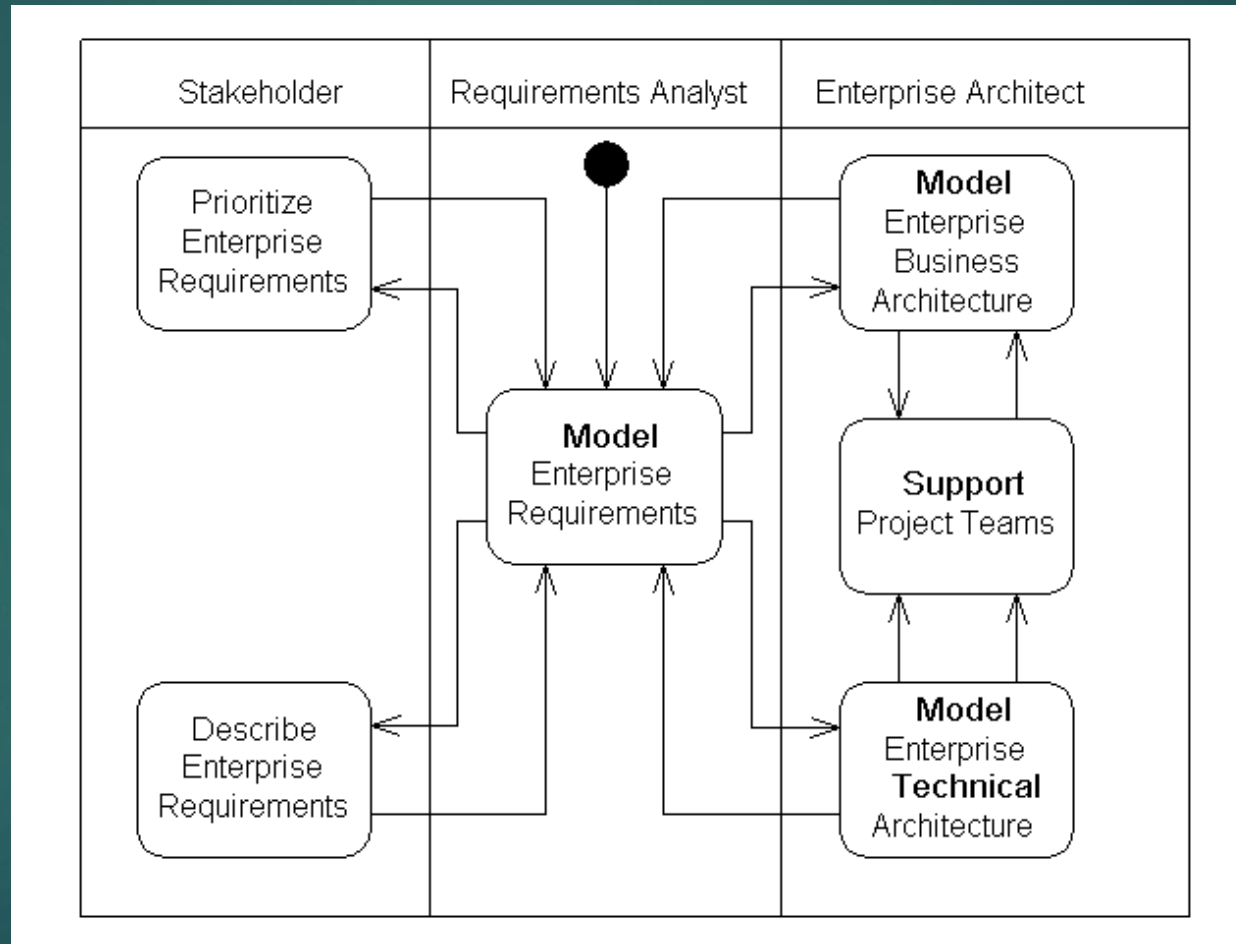 Stakeholder
Requirements Analyst
Enterprise Architect
Prioritize
Enterprise
Requirements
Model
Enterprise
Business
Architecture
Model
Enterprise
Requirements
Support
Project Teams
Describe
Enterprise
Requirements
Model
Enterprise
Technical
Architecture